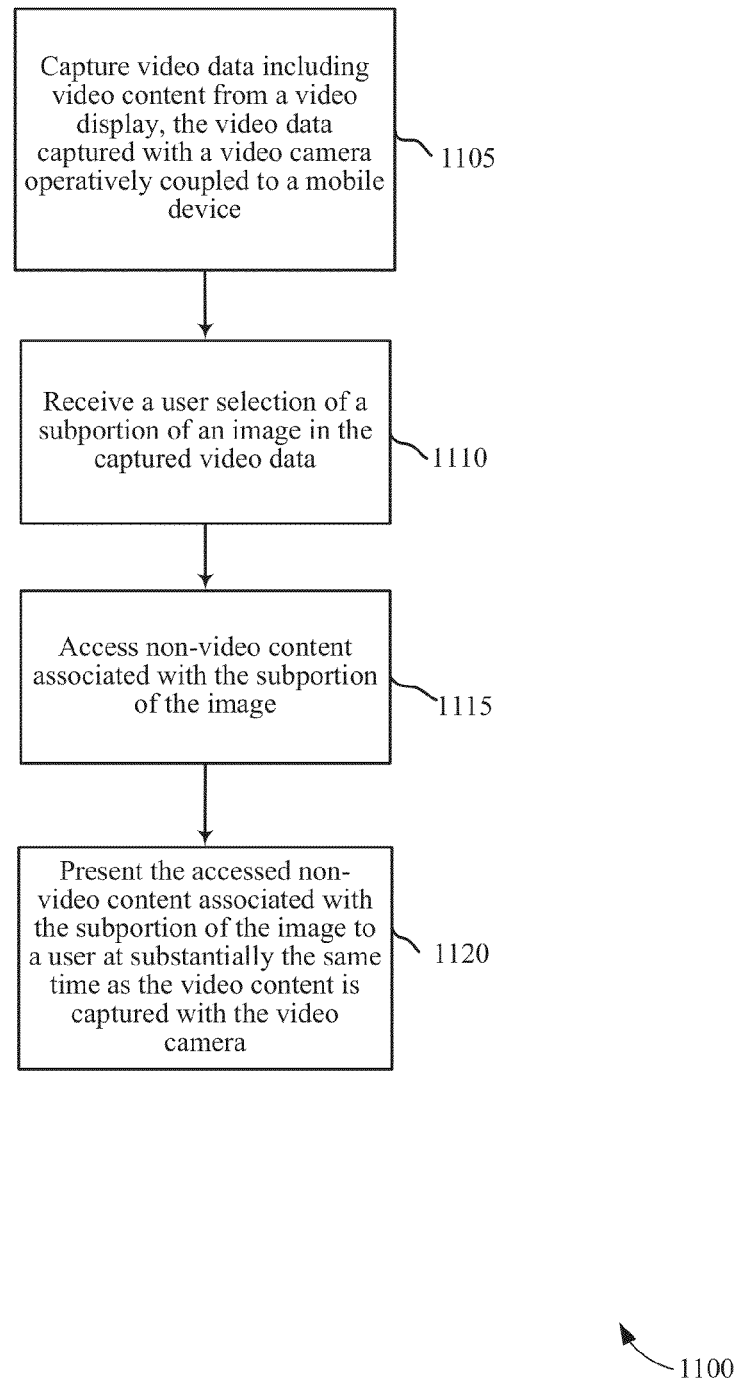 Capture video data including
video content from a video
display, the video data
captured with a video camera
operatively coupled to a mobile
device
1105
Receive a user selection of a
subportion of an image in the
captured video data
1110
Access non-video content
associated with the subportion
of the image
1115
Present the accessed non-
video content associated with
the subportion of the image to
a user at substantially the same
time as the video content is
captured with the video
camera
1120
1100